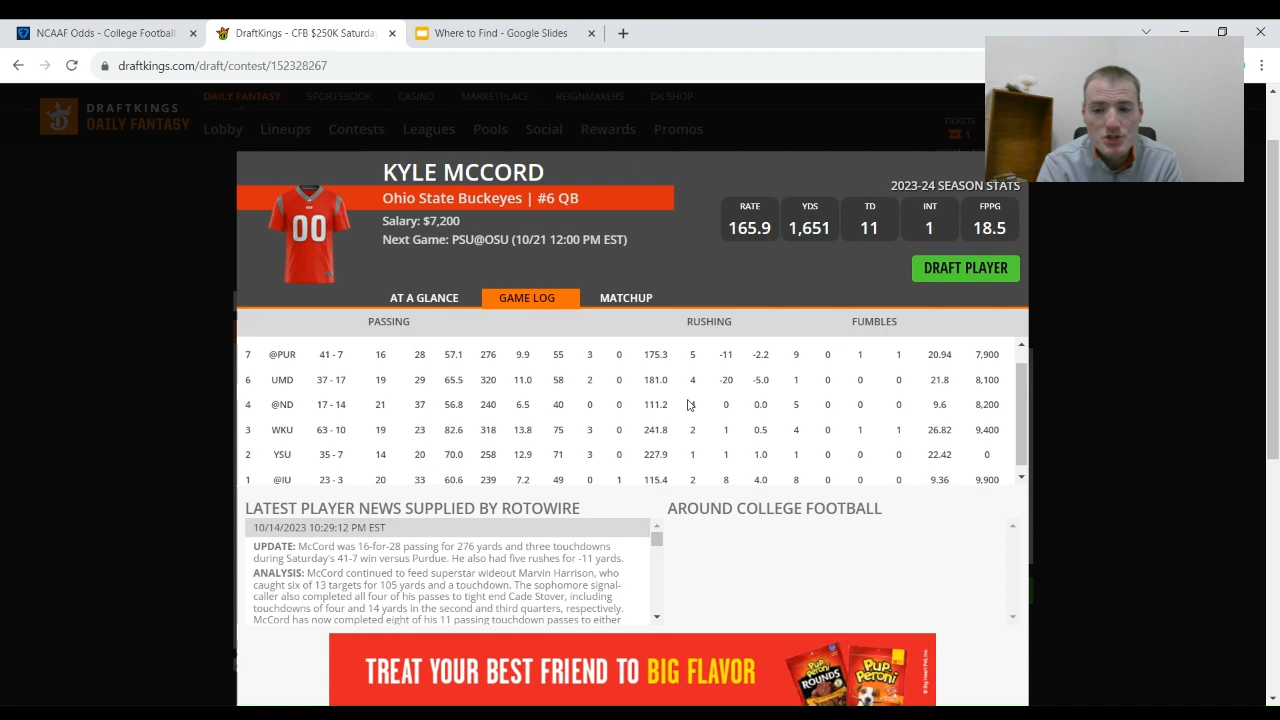 NCAAF Odds - College Football
DraftKings - CFB $250K Saturda
Where to Find - Google Slides
draftkings.com/draft/contest/152328267
DRAFTKINGS
DAILY FANTASY
DAILY FANTASY SPORTSBOOK CASINO MARKETPLACE REIGNMAKERS DK SHOP
Lobby Lineups Contests Leagues Pools Social Rewards Promos
TICKETS
1
KYLE MCCORD
Ohio State Buckeyes | #6 QB
Salary: $7,200
Next Game: PSU@OSU (10/21 12:00 PM EST)
00
2023-24 SEASON STATS
RATE YDS TD INT FPPG
165.9 1,651 11 1 18.5
DRAFT PLAYER
AT A GLANCE GAME LOG MATCHUP
PASSING RUSHING FUMBLES
7 @PUR 41 - 7 16 28 57.1 276 9.9 55 3 0 175.3 5 -11 -2.2 9 0 1 1 20.94 7,900
6 UMD 37 - 17 19 29 65.5 320 11.0 58 2 0 181.0 4 -20 -5.0 1 0 0 0 21.8 8,100
4 @ND 17 - 14 21 37 56.8 240 6.5 40 0 0 111.2 0 0.0 5 0 0 0 9.6 8,200
3 WKU 63 - 10 19 23 82.6 318 13.8 75 3 0 241.8 2 1 0.5 4 0 1 1 26.82 9,400
2 YSU 35 - 7 14 20 70.0 258 12.9 71 3 0 227.9 1 1 1.0 1 0 0 0 22.42 0
1 @IU 23 - 3 20 33 60.6 239 7.2 49 0 1 115.4 2 8 4.0 8 0 0 0 9.36 9,900
LATEST PLAYER NEWS SUPPLIED BY ROTOWIRE
10/14/2023 10:29:12 PM EST
UPDATE: McCord was 16-for-28 passing for 276 yards and three touchdowns
during Saturday's 41-7 win versus Purdue. He also had five rushes for -11 yards.
ANALYSIS: McCord continued to feed superstar wideout Marvin Harrison, who
caught six of 13 targets for 105 yards and a touchdown. The sophomore signal-
caller also completed all four of his passes to tight end Cade Stover, including
touchdowns of four and 14 yards in the second and third quarters, respectively.
McCord has now completed eight of his 11 passing touchdown passes to either
AROUND COLLEGE FOOTBALL
TREAT YOUR BEST FRIEND TO BIG FLAVOR
Pup-Peroni
ROUNDS
Pup-Peroni